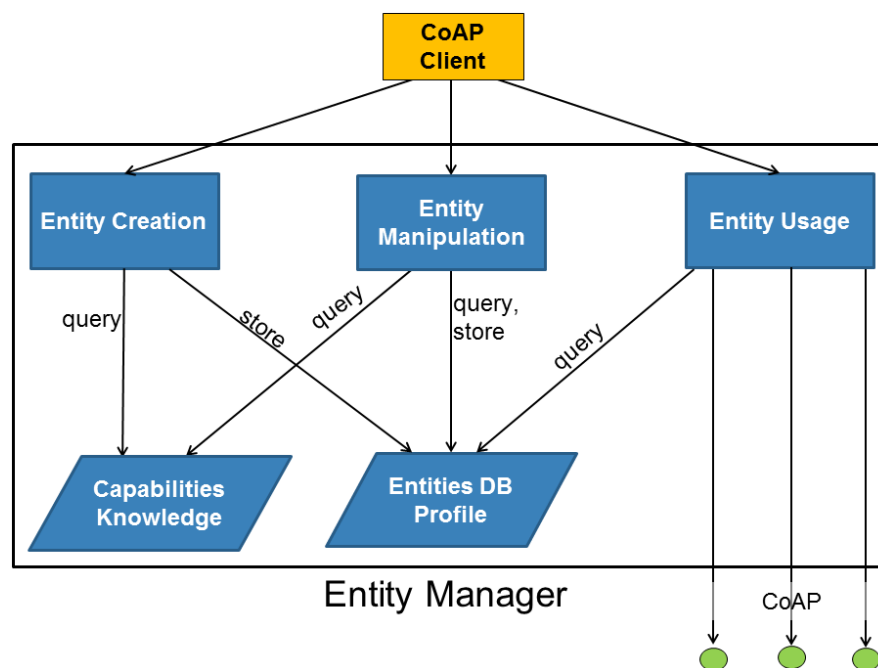 CoAP
Client
Entity Creation
Entity
Manipulation
Entity Usage
query
store
query
query,
store
query
Capabilities
Knowledge
Entities DB
Profile
Entity Manager
CoAP